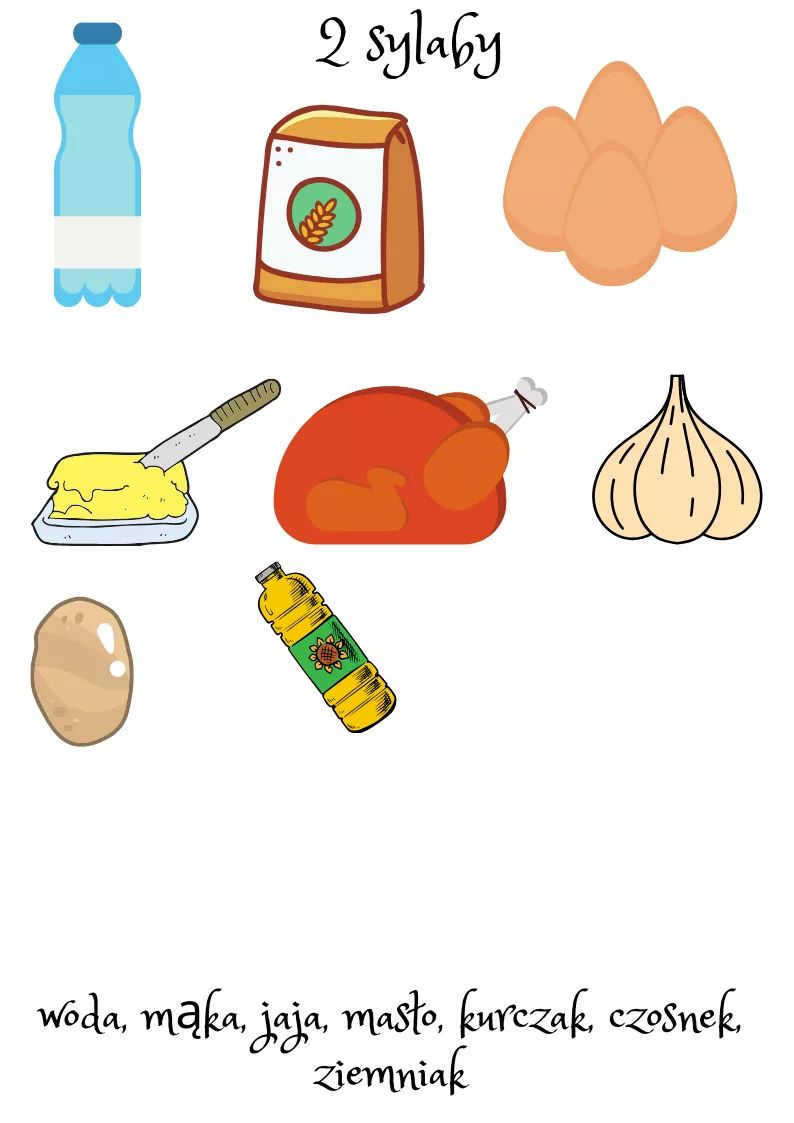 2 sylaby
woda, mąka, jaja, masło, kurczak, czosnek,
ziemniak